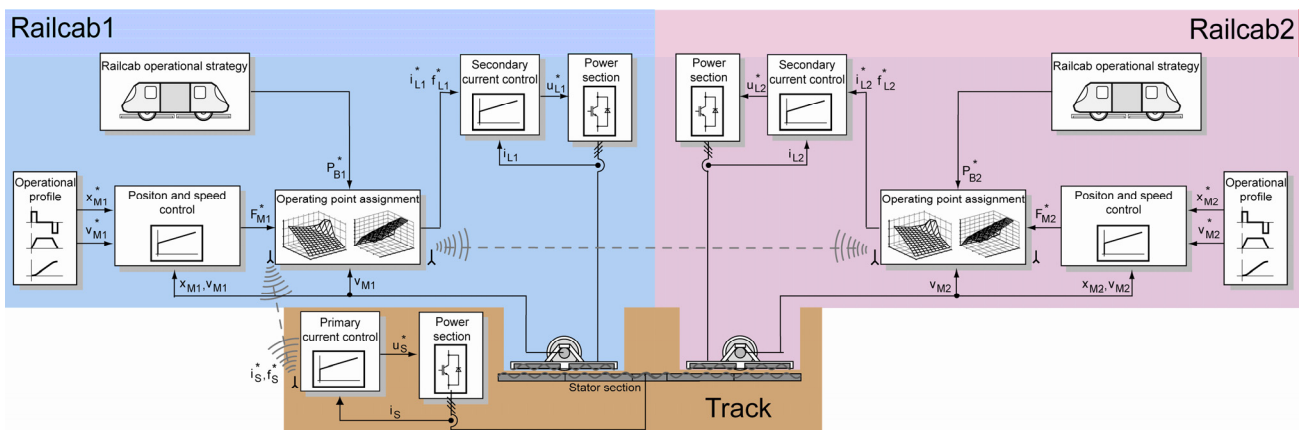 Railcab1
Railcab2
Railcab operational strategy
i*L1 f*L1
Secondary
current control
u*L1
Power
section
iL1
P*B1
Operational
profile
x*M1
v*M1
Positon and speed
control
F*M1
Operating point assignment
xM1,vM1
vM1
Power
section
u*L2
Secondary
current control
i*L2 f*L2
iL2
Railcab operational strategy
P*B2
Operating point assignment
F*M2
Positon and speed
control
x*M2
v*M2
Operational
profile
vM2
xM2,vM2
Primary
current control
u*S
Power
section
i*S,f*S
iS
Stator section
Track